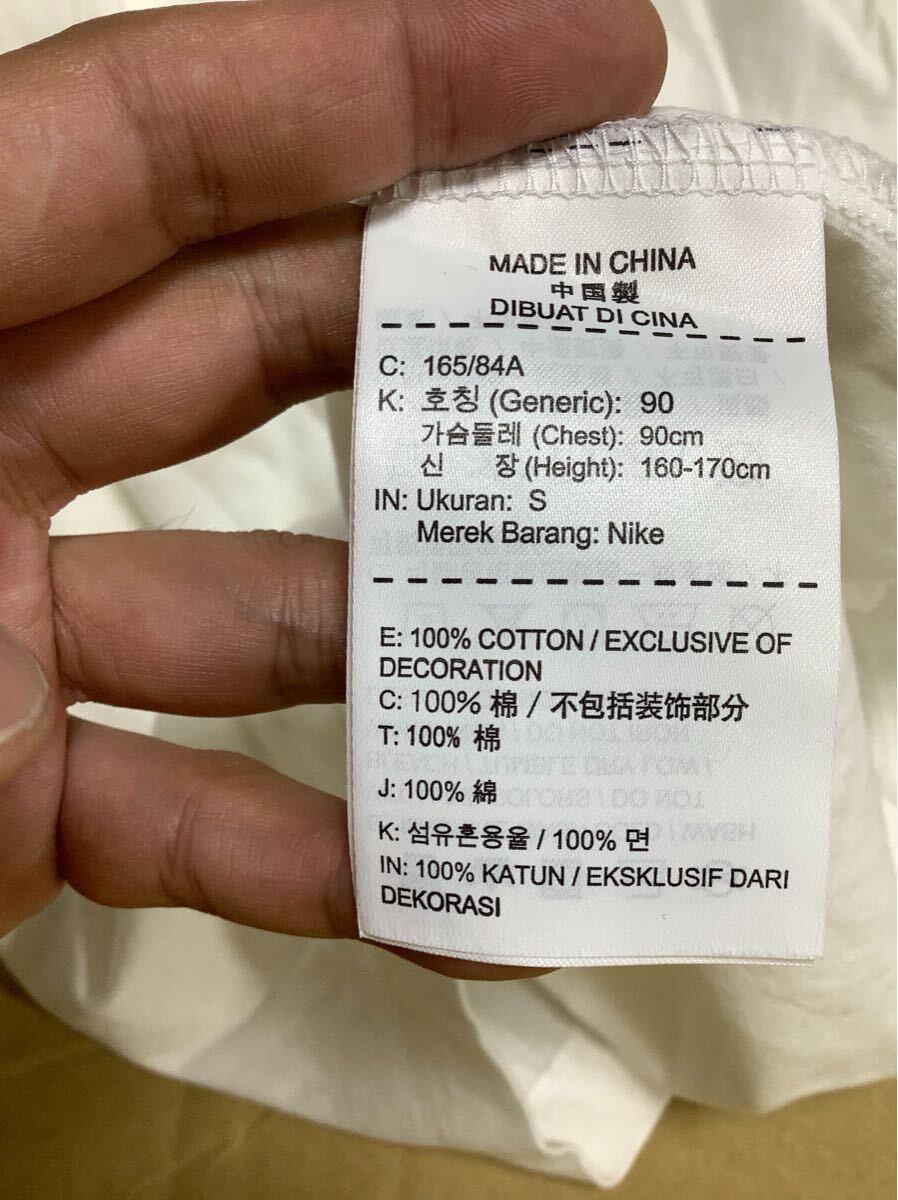 MADE IN CHINA
中国製
DIBUAT DI CINA
C: 165/84A
K: 호칭 (Generic): 90
가슴둘레 (Chest): 90cm
신 장 (Height): 160-170cm
IN: Ukuran: S
Merek Barang: Nike
E: 100% COTTON / EXCLUSIVE OF
DECORATION
C: 100% 棉 / 不包括装饰部分
T: 100% 棉
J: 100% 綿
K: 섬유혼용율 / 100% 면
IN: 100% KATUN / EKSKLUSIF DARI
DEKORASI